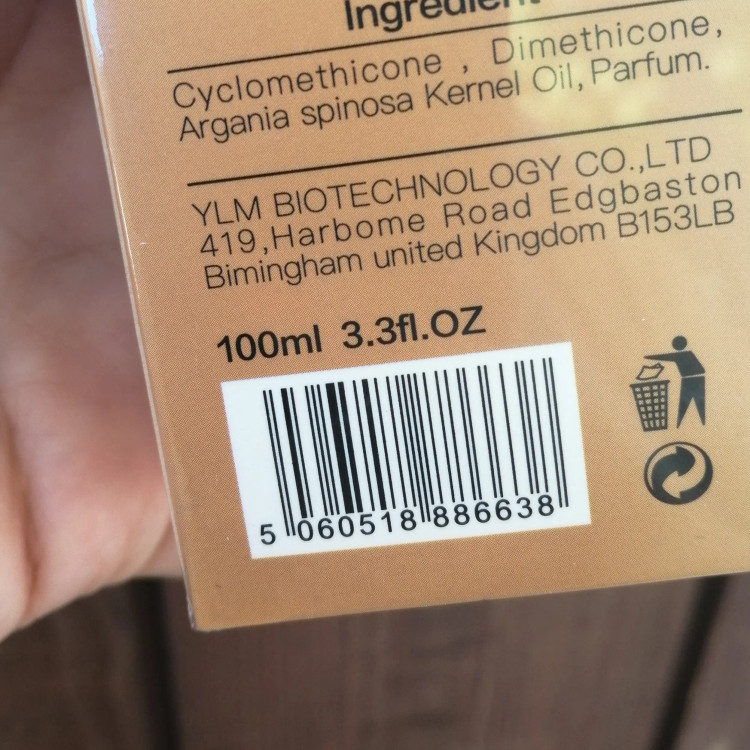 Ingredient
Cyclomethicone , Dimethicone,
Argania spinosa Kernel Oil, Parfum.
YLM BIOTECHNOLOGY CO.,LTD
419,Harbome Road Edgbaston
Bimingham united Kingdom B153LB
100ml 3.3fl.OZ
5 060518 886638